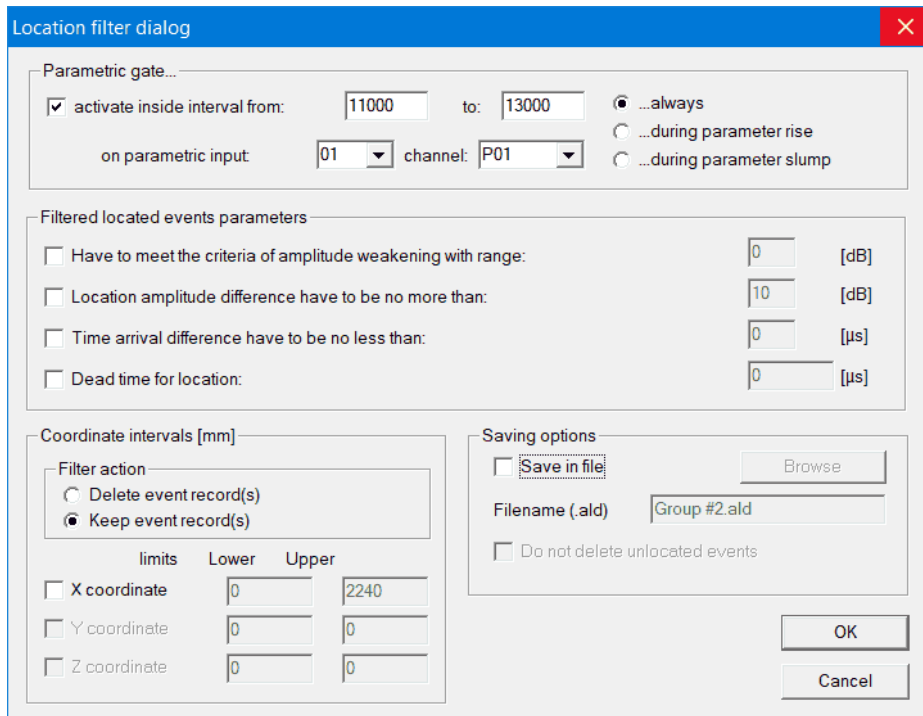 Location filter dialog
Parametric gate...
activate inside interval from: 11000 to: 13000 ...always
...during parameter rise
on parametric input: 01 channel: P01 ...during parameter slump
Filtered located events parameters
Have to meet the criteria of amplitude weakening with range: 0 [dB]
Location amplitude difference have to be no more than: 10 [dB]
Time arrival difference have to be no less than: 0 [µs]
Dead time for location: 0 [µs]
Coordinate intervals [mm]
Filter action
Delete event record(s)
Keep event record(s)
limits Lower Upper
X coordinate 0 2240
Y coordinate 0 0
Z coordinate 0 0
Saving options
Save in file Browse
Filename (.ald) Group #2.ald
Do not delete unlocated events
OK
Cancel